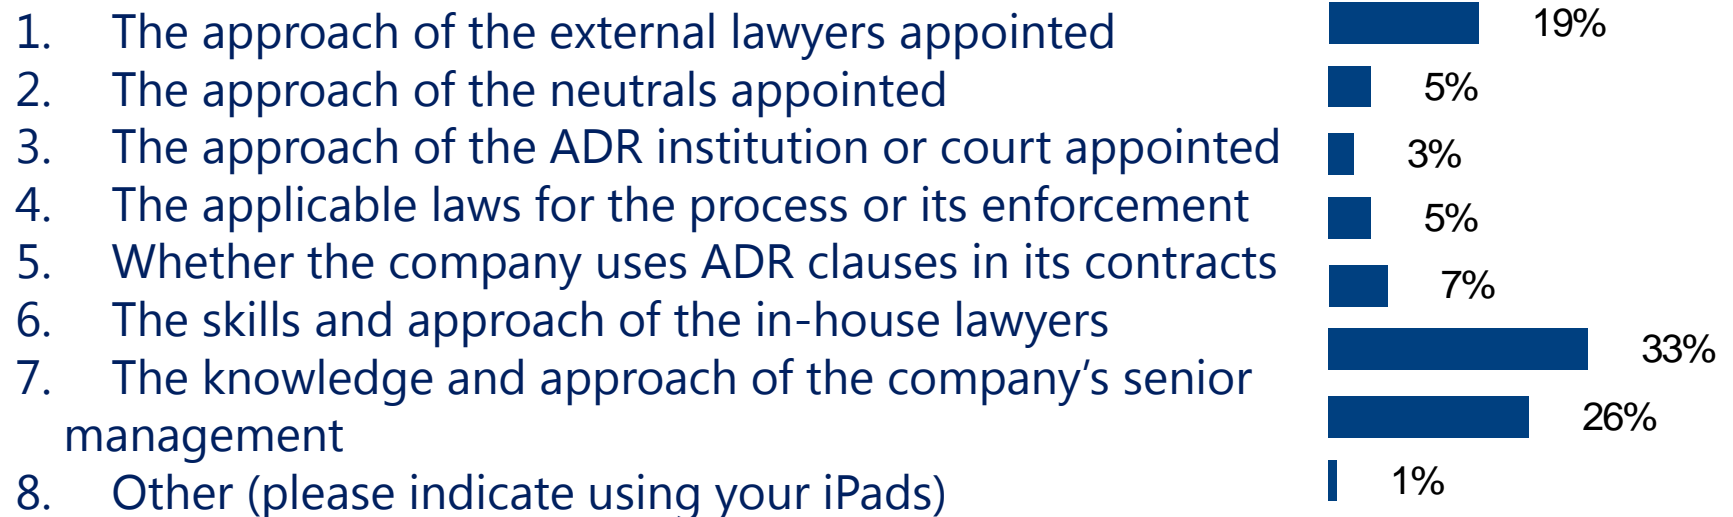 1. The approach of the external lawyers appointed 19%
2. The approach of the neutrals appointed 5%
3. The approach of the ADR institution or court appointed 3%
4. The applicable laws for the process or its enforcement 5%
5. Whether the company uses ADR clauses in its contracts 7%
6. The skills and approach of the in-house lawyers 33%
7. The knowledge and approach of the company’s senior
management 26%
8. Other (please indicate using your iPads) 1%